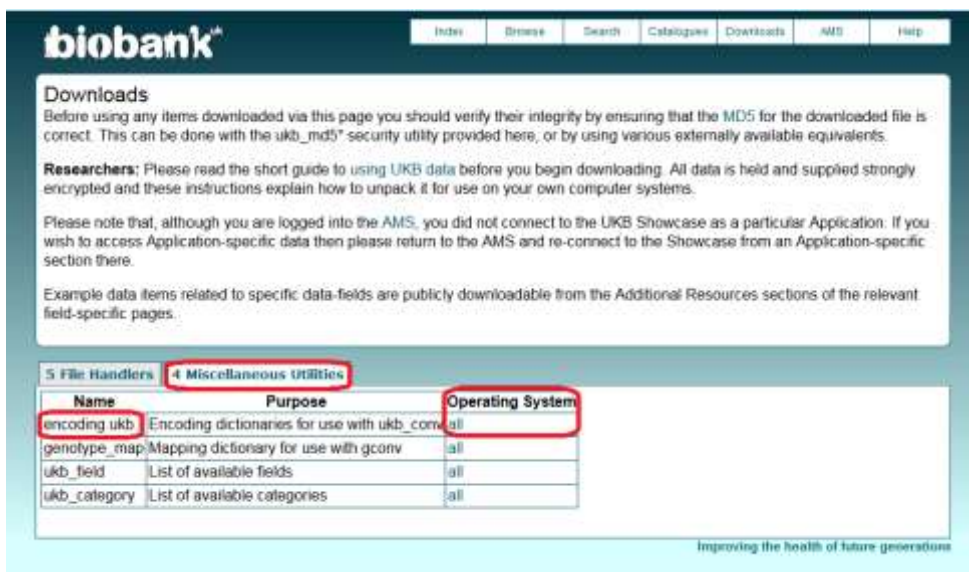 biobank™
Index Browse Search Catalogues Downloads AMS Help
Downloads
Before using any items downloaded via this page you should verify their integrity by ensuring that the MD5 for the downloaded file is
correct. This can be done with the ukb_md5* security utility provided here, or by using various externally available equivalents.
Researchers: Please read the short guide to using UKB data before you begin downloading. All data is held and supplied strongly
encrypted and these instructions explain how to unpack it for use on your own computer systems.
Please note that, although you are logged into the AMS, you did not connect to the UKB Showcase as a particular Application. If you
wish to access Application-specific data then please return to the AMS and re-connect to the Showcase from an Application-specific
section there.
Example data items related to specific data-fields are publicly downloadable from the Additional Resources sections of the relevant
field-specific pages.
5 File Handlers 4 Miscellaneous Utilities
Name Purpose Operating System
encoding.ukb Encoding dictionaries for use with ukb_conv all
genotype_map Mapping dictionary for use with gconv all
ukb_field List of available fields all
ukb_category List of available categories all
Improving the health of future generations